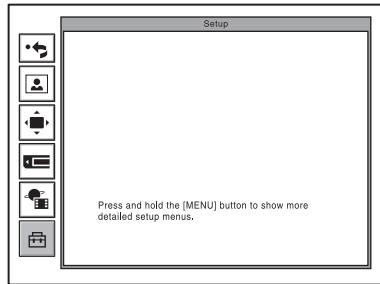 Setup
Press and hold the [MENU] button to show more
detailed setup menus.